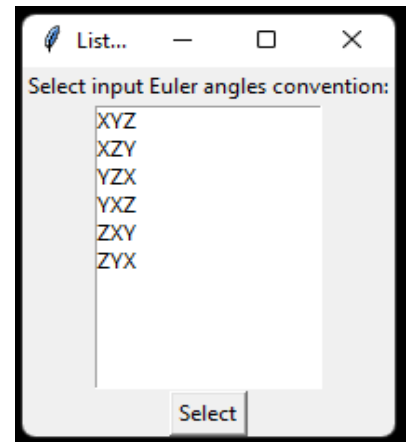 List...
Select input Euler angles convention:
XYZ
XZY
YZX
YXZ
ZXY
ZYX
Select